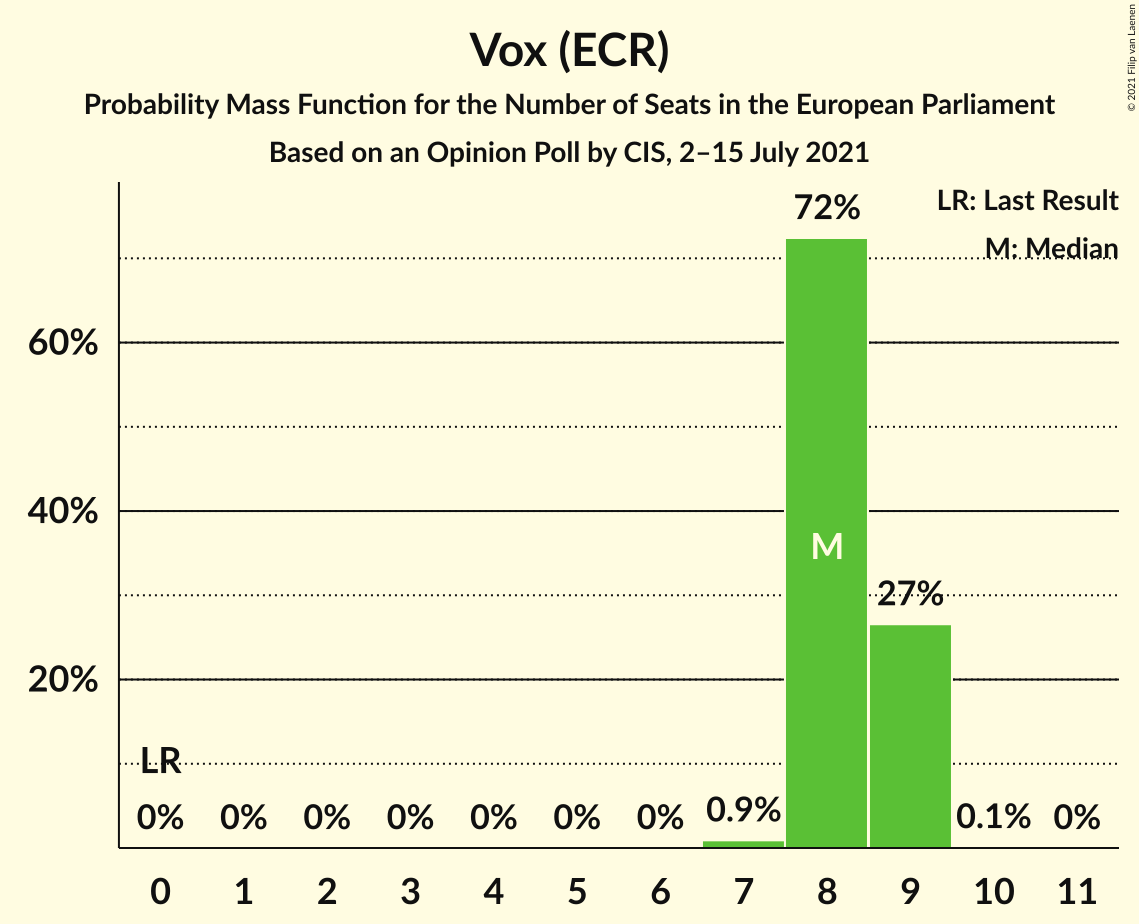 Vox (ECR)
Probability Mass Function for the Number of Seats in the European Parliament
Based on an Opinion Poll by CIS, 2–15 July 2021
© 2021 Filip van Laenen
LR: Last Result
M: Median
72%
60%
40%
20%
M
27%
LR
0% 0% 0% 0% 0% 0% 0% 0.9% 0.1% 0%
0 1 2 3 4 5 6 7 8 9 10 11